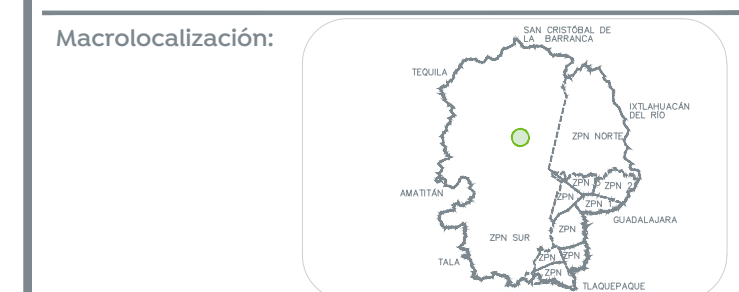 Macrolocalización:
SAN CRISTÓBAL DE
LA BARRANCA
TEQUILA
IXTLAHUACÁN
DEL RÍO
ZPN NORTE
ZPN
ZPN 2
AMATITÁN
ZPN
ZPN 1
GUADALAJARA
ZPN
ZPN SUR
ZPN
ZPN
TALA
ZPN
TLAQUEPAQUE